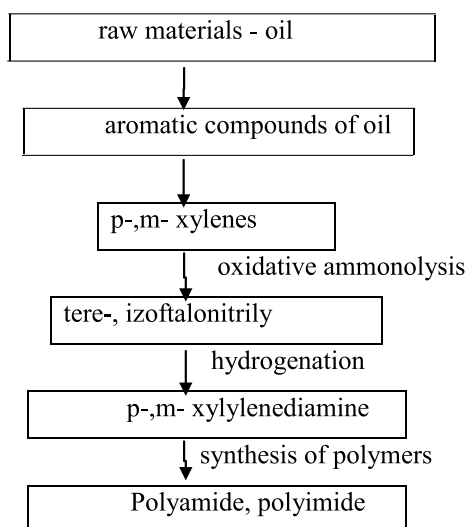 raw materials - oil
aromatic compounds of oil
p-,m- xylenes
oxidative ammonolysis
tere-, izoftalonitrily
hydrogenation
p-,m- xylylenediamine
synthesis of polymers
Polyamide, polyimide